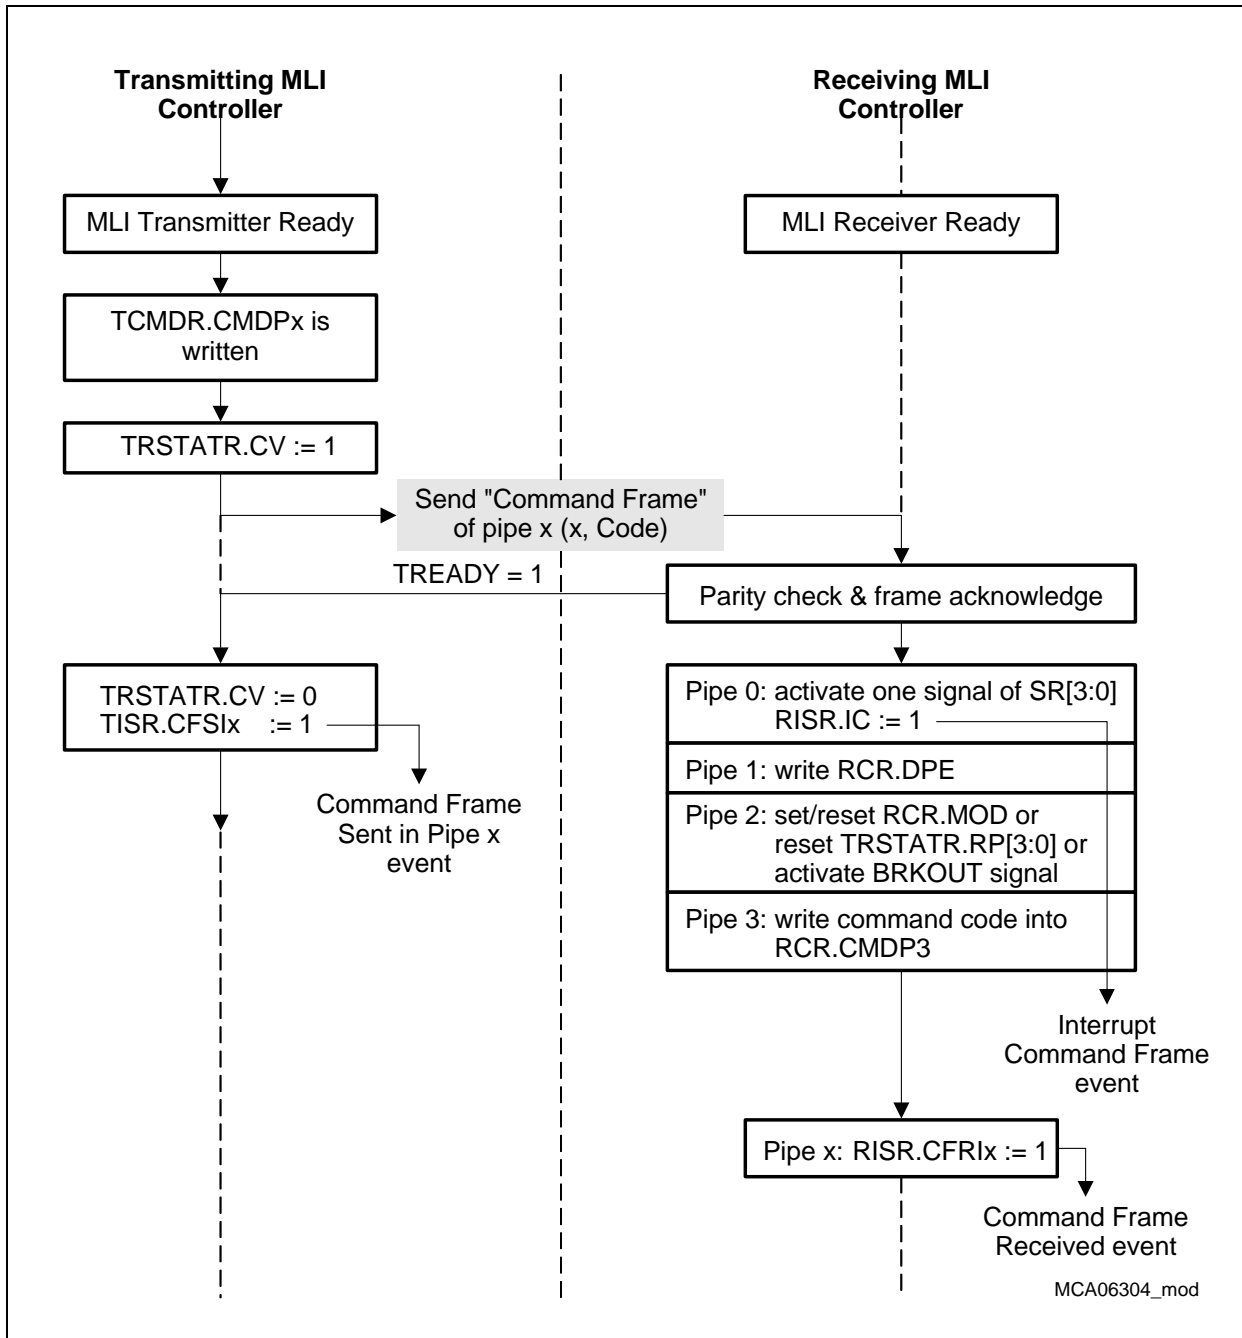 Transmitting MLI
Controller
Receiving MLI
Controller
MLI Transmitter Ready
MLI Receiver Ready
TCMDR.CMDPx is
written
TRSTATR.CV := 1
Send "Command Frame"
of pipe x (x, Code)
TREADY = 1
Parity check & frame acknowledge
TRSTATR.CV := 0
TISR.CFSIx := 1
Command Frame
Sent in Pipe x
event
Pipe 0: activate one signal of SR[3:0]
RISR.IC := 1
Pipe 1: write RCR.DPE
Pipe 2: set/reset RCR.MOD or
reset TRSTATR.RP[3:0] or
activate BRKOUT signal
Pipe 3: write command code into
RCR.CMDP3
Interrupt
Command Frame
event
Pipe x: RISR.CFRIx := 1
Command Frame
Received event
MCA06304_mod